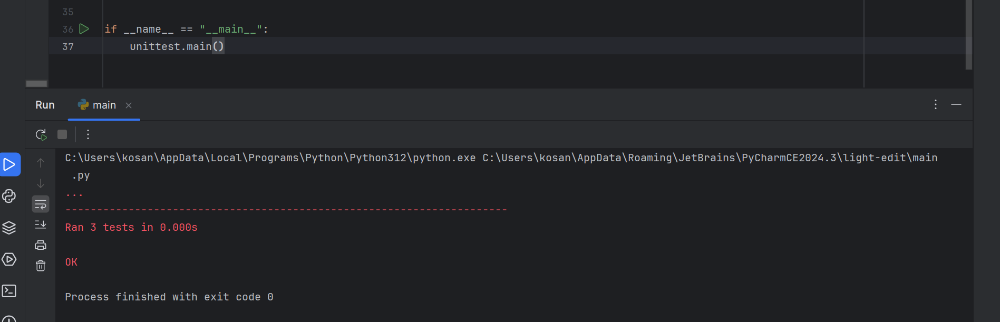 35
36 if __name__ == "__main__":
37     unittest.main()
Run main
C:\Users\kosan\AppData\Local\Programs\Python\Python312\python.exe C:\Users\kosan\AppData\Roaming\JetBrains\PyCharmCE2024.3\light-edit\main
.py
...
----------------------------------------------------------------------
Ran 3 tests in 0.000s
OK
Process finished with exit code 0